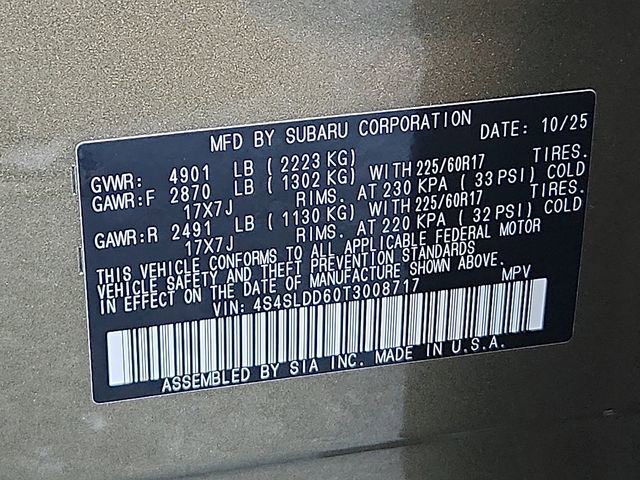 MFD BY SUBARU CORPORATION DATE: 10/25
GVWR: 4901 LB ( 2223 KG)
GAWR:F 2870 LB ( 1302 KG) WITH 225/60R17 TIRES.
17X7J RIMS. AT 230 KPA ( 33 PSI) COLD
GAWR:R 2491 LB ( 1130 KG) WITH 225/60R17 TIRES.
17X7J RIMS. AT 220 KPA ( 32 PSI) COLD
THIS VEHICLE CONFORMS TO ALL APPLICABLE FEDERAL MOTOR
VEHICLE SAFETY AND THEFT PREVENTION STANDARDS
IN EFFECT ON THE DATE OF MANUFACTURE SHOWN ABOVE.
VIN: 4S4SLDD60T3008717 MPV
ASSEMBLED BY SIA INC. MADE IN U.S.A.